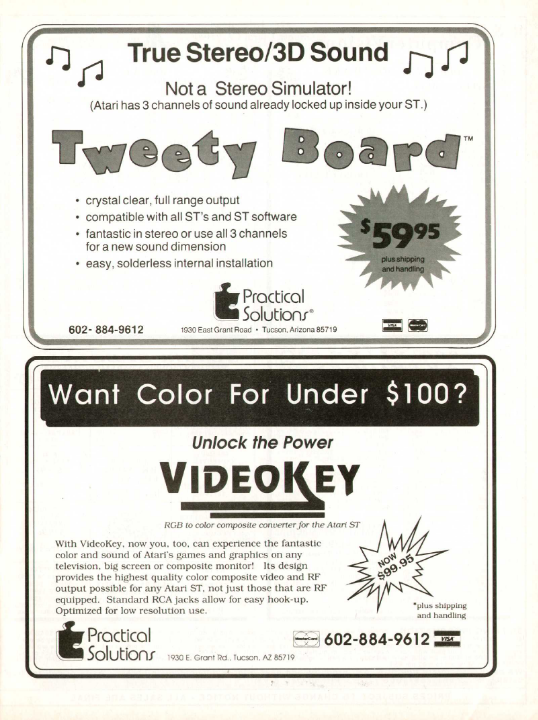 True Stereo/3D Sound
Not a Stereo Simulator!
(Atari has 3 channels of sound already locked up inside your ST.)
Tweety Board™
• crystal clear, full range output
• compatible with all ST's and ST software
• fantastic in stereo or use all 3 channels
for a new sound dimension
• easy, solderless internal installation
$5995
plus shipping
and handling
Practical
Solutions®
602- 884-9612
1930 East Grant Road • Tucson, Arizona 85719
VISA MasterCard
Want Color For Under $100?
Unlock the Power
VIDEOKEY
RGB to color composite converter for the Atari ST
With VideoKey, now you, too, can experience the fantastic
color and sound of Atari's games and graphics on any
television, big screen or composite monitor! Its design
provides the highest quality color composite video and RF
output possible for any Atari ST, not just those that are RF
equipped. Standard RCA jacks allow for easy hook-up.
Optimized for low resolution use.
NOW
$99.95
*plus shipping
and handling
Practical
Solutions
1930 E. Grant Rd., Tucson, AZ 85719
MasterCard 602-884-9612 VISA